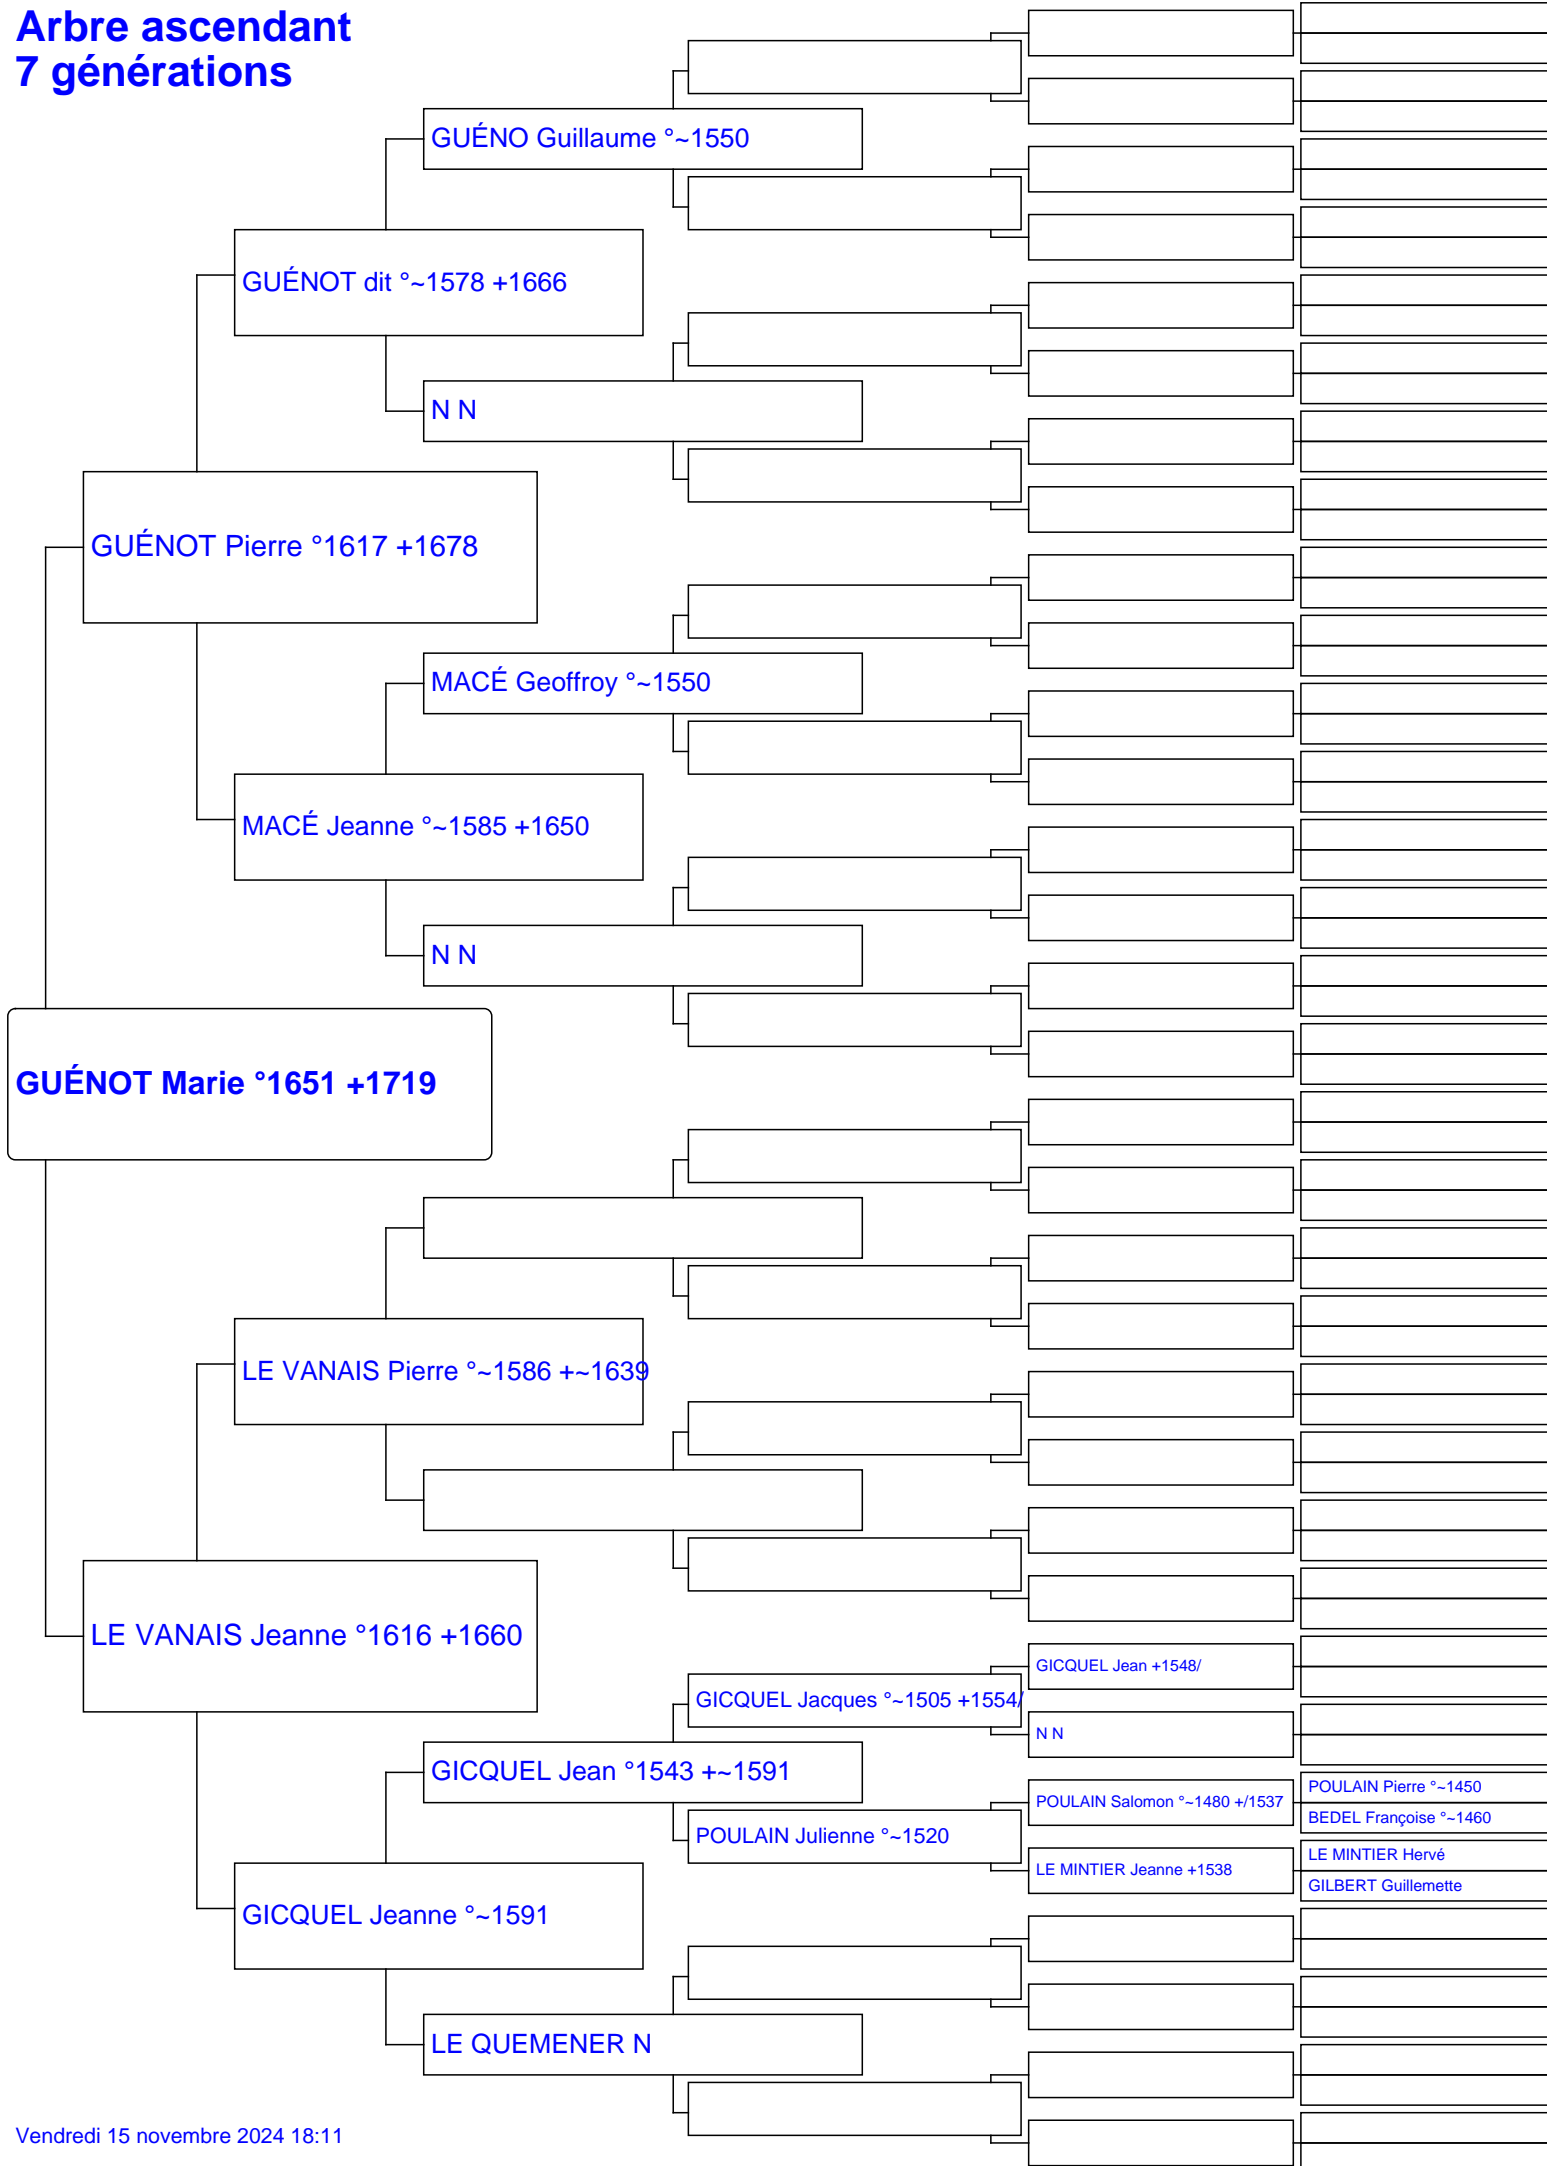 Arbre ascendant
7 générations
GUÉNO Guillaume °~1550
GUÉNOT dit °~1578 +1666
N N
GUÉNOT Pierre °1617 +1678
MACÉ Geoffroy °~1550
MACÉ Jeanne °~1585 +1650
N N
GUÉNOT Marie °1651 +1719
LE VANAIS Pierre °~1586 +~1639
LE VANAIS Jeanne °1616 +1660
GICQUEL Jean +1548/
GICQUEL Jacques °~1505 +1554/
N N
GICQUEL Jean °1543 +~1591
POULAIN Pierre °~1450
POULAIN Salomon °~1480 +/1537
BEDEL Françoise °~1460
POULAIN Julienne °~1520
LE MINTIER Hervé
LE MINTIER Jeanne +1538
GILBERT Guillemette
GICQUEL Jeanne °~1591
LE QUEMENER N
Vendredi 15 novembre 2024 18:11